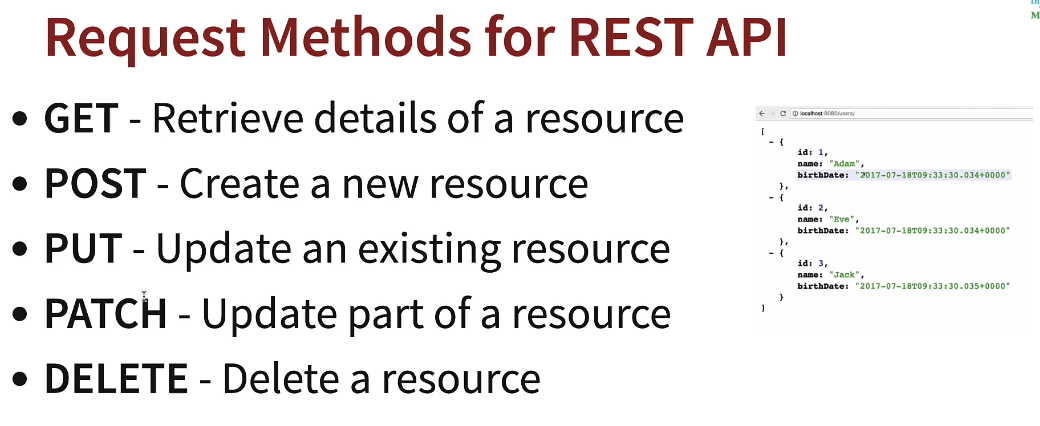 Request Methods for REST API
• GET - Retrieve details of a resource
• POST - Create a new resource
• PUT - Update an existing resource
• PATCH - Update part of a resource
• DELETE - Delete a resource
localhost:8080/users/
[
- {
id: 1,
name: "Adam",
birthDate: "2017-07-18T09:33:30.034+0000"
},
- {
id: 2,
name: "Eve",
birthDate: "2017-07-18T09:33:30.034+0000"
},
- {
id: 3,
name: "Jack",
birthDate: "2017-07-18T09:33:30.035+0000"
}
]